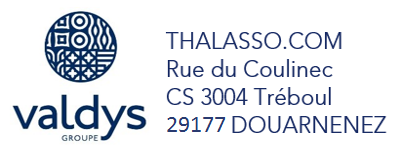 valdys
GROUPE
THALASSO.COM
Rue du Coulinec
CS 3004 Tréboul
29177 DOUARNENEZ